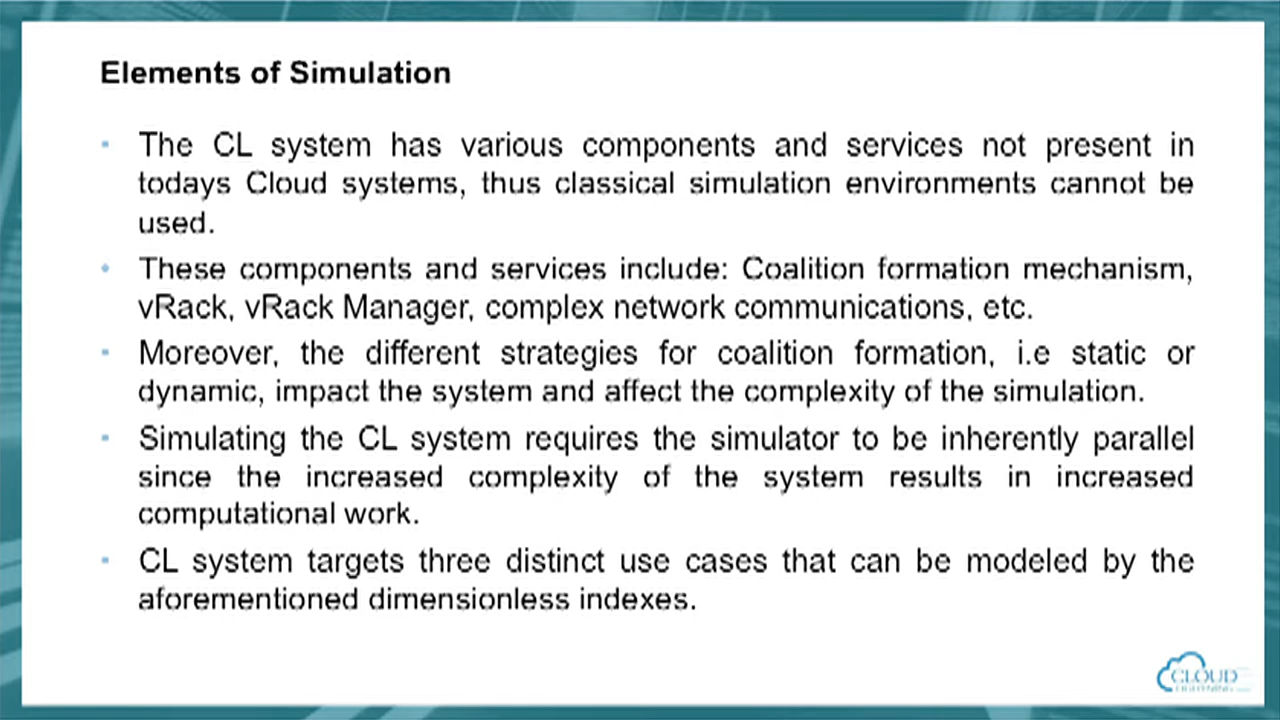 Elements of Simulation
The CL system has various components and services not present in
todays Cloud systems, thus classical simulation environments cannot be
used.
These components and services include: Coalition formation mechanism,
vRack, vRack Manager, complex network communications, etc.
Moreover, the different strategies for coalition formation, i.e static or
dynamic, impact the system and affect the complexity of the simulation.
Simulating the CL system requires the simulator to be inherently parallel
since the increased complexity of the system results in increased
computational work.
CL system targets three distinct use cases that can be modeled by the
aforementioned dimensionless indexes.
CLOUD
LIGHTNING